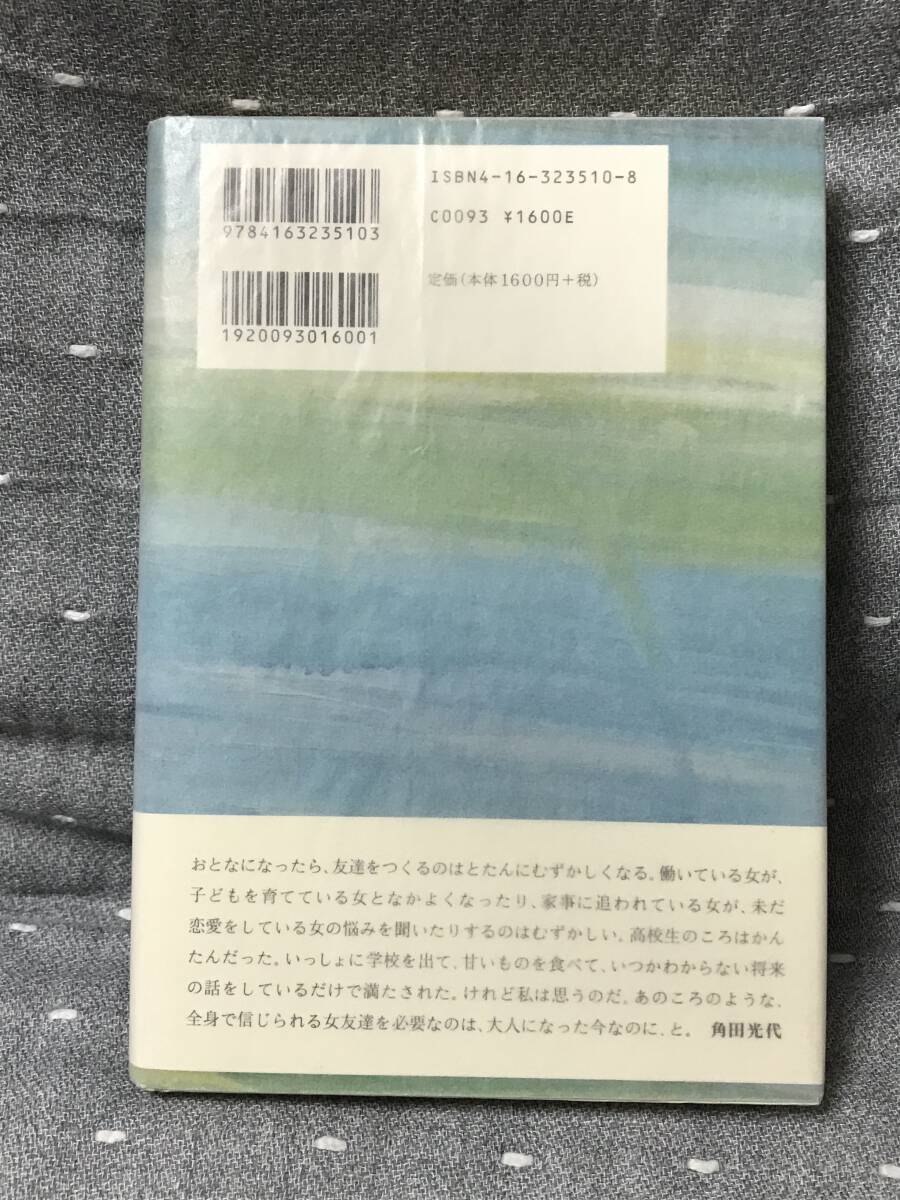 ISBN4-16-323510-8
C0093 ¥1600E
9784163235103
定価(本体1600円+税)
1920093016001
おとなになったら、友達をつくるのはとたんにむずかしくなる。働いている女が、
子どもを育てている女となかよくなったり、家事に追われている女が、未だ
恋愛をしている女の悩みを聞いたりするのはむずかしい。高校生のころはかん
たんだった。いっしょに学校を出て、甘いものを食べて、いつかわからない将来
の話をしているだけで満たされた。けれど私は思うのだ。あのころのような、
全身で信じられる女友達を必要なのは、大人になった今なのに、と。 角田光代